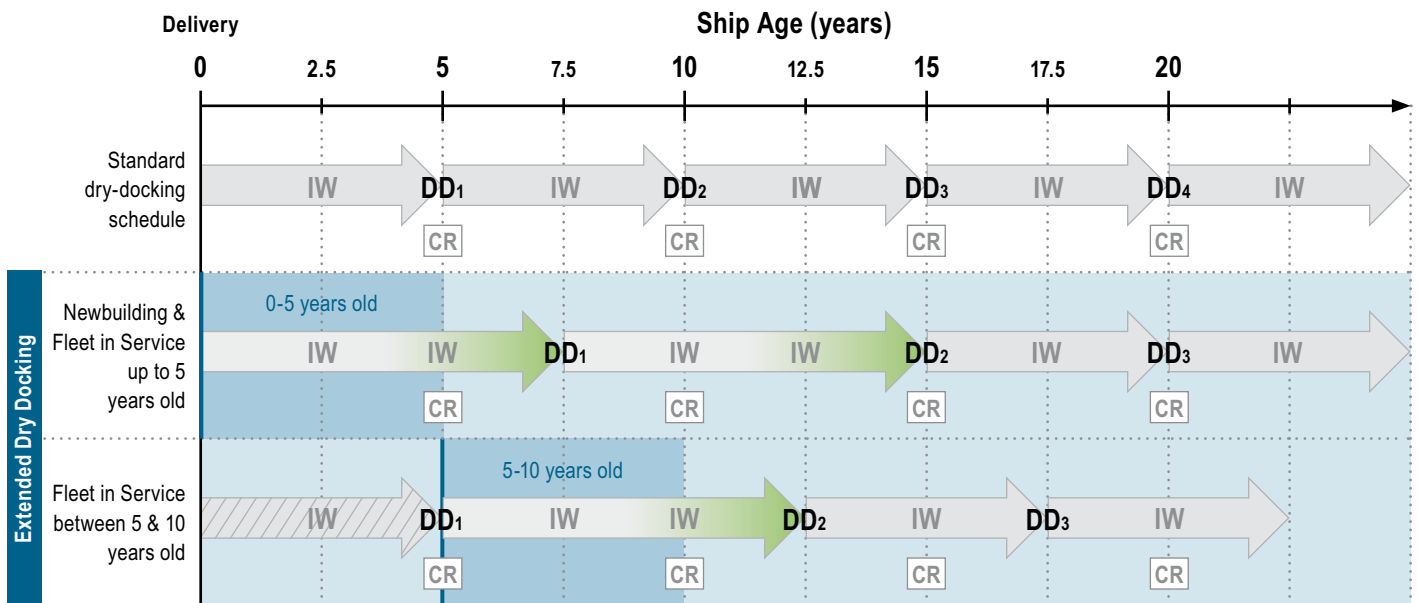 Delivery
Ship Age (years)
0 2.5 5 7.5 10 12.5 15 17.5 20
Standard
dry-docking
schedule
IW DD1 IW DD2 IW DD3 IW DD4 IW
CR CR CR CR
Extended Dry Docking
Newbuilding &
Fleet in Service
up to 5
years old
0-5 years old
IW IW DD1 IW IW DD2 IW DD3 IW
CR CR CR CR
Fleet in Service
between 5 & 10
years old
5-10 years old
IW DD1 IW IW DD2 IW DD3 IW
CR CR CR CR